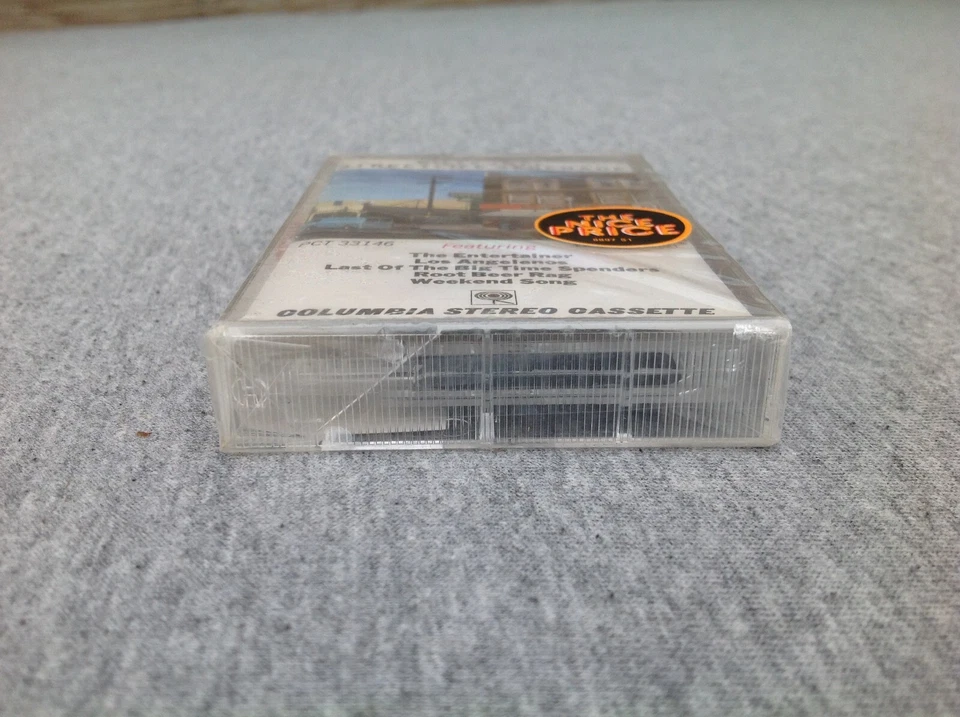 THE
NICE
PRICE
PCT 33146
Featuring
The Entertainer
Los Angelenos
Last Of The Big Time Spenders
Root Beer Rag
Weekend Song
COLUMBIA STEREO CASSETTE